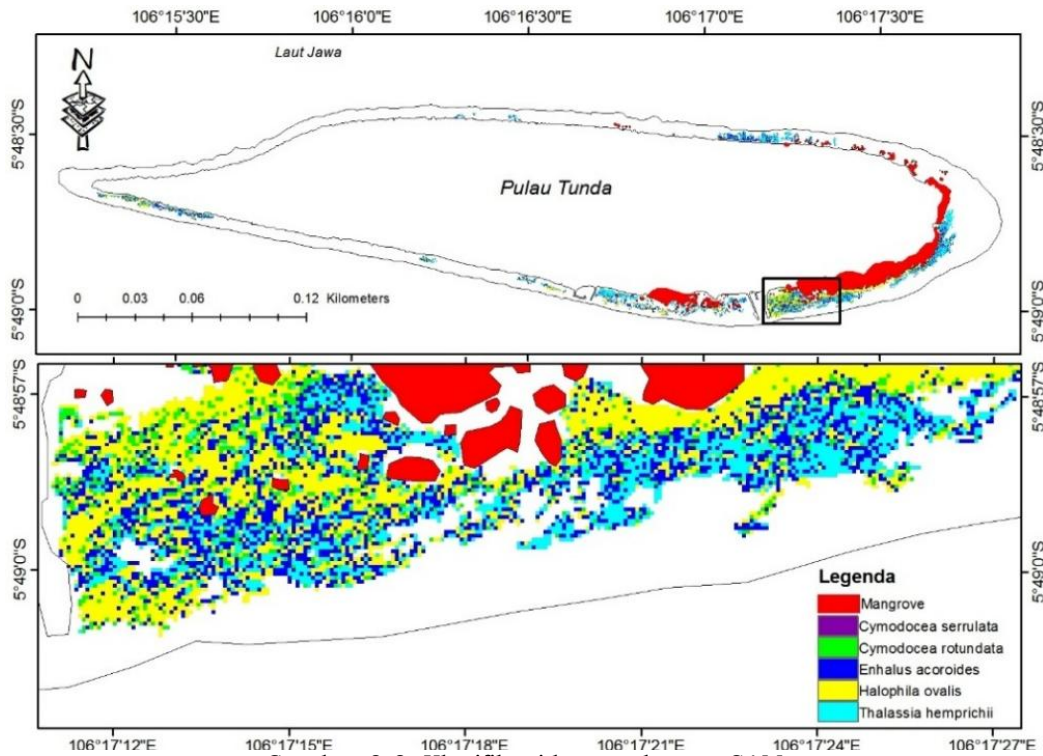 106°15'30"E 106°16'0"E 106°16'30"E 106°17'0"E 106°17'30"E
N
Laut Jawa
5°48'30"S
5°48'30"S
Pulau Tunda
0 0.03 0.06 0.12 Kilometers
5°49'0"S
5°49'0"S
5°48'57"S
5°48'57"S
5°49'0"S
5°49'0"S
Legenda
Mangrove
Cymodocea serrulata
Cymodocea rotundata
Enhalus acoroides
Halophila ovalis
Thalassia hemprichii
106°17'12"E 106°17'15"E 106°17'18"E 106°17'21"E 106°17'24"E 106°17'27"E